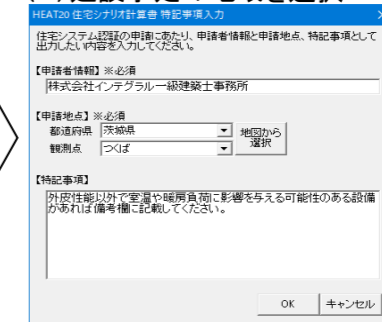 HEAT20 住宅シナリオ計算書 特記事項入力
住宅システム認証の申請にあたり、申請者情報と申請地点、特記事項として
出力したい内容を入力してください。
【申請者情報】※必須
株式会社インテグラル一級建築士事務所
【申請地点】※必須
都道府県 茨城県 地図から
選択
観測点 つくば
【特記事項】
外皮性能以外で室温や暖房負荷に影響を与える可能性のある設備
があれば備考欄に記載してください。
OK キャンセル